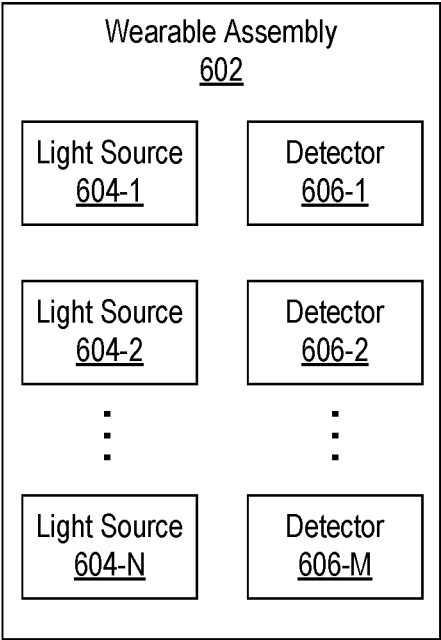 Wearable Assembly
602
Light Source
604-1
Detector
606-1
Light Source
604-2
Detector
606-2
Light Source
604-N
Detector
606-M